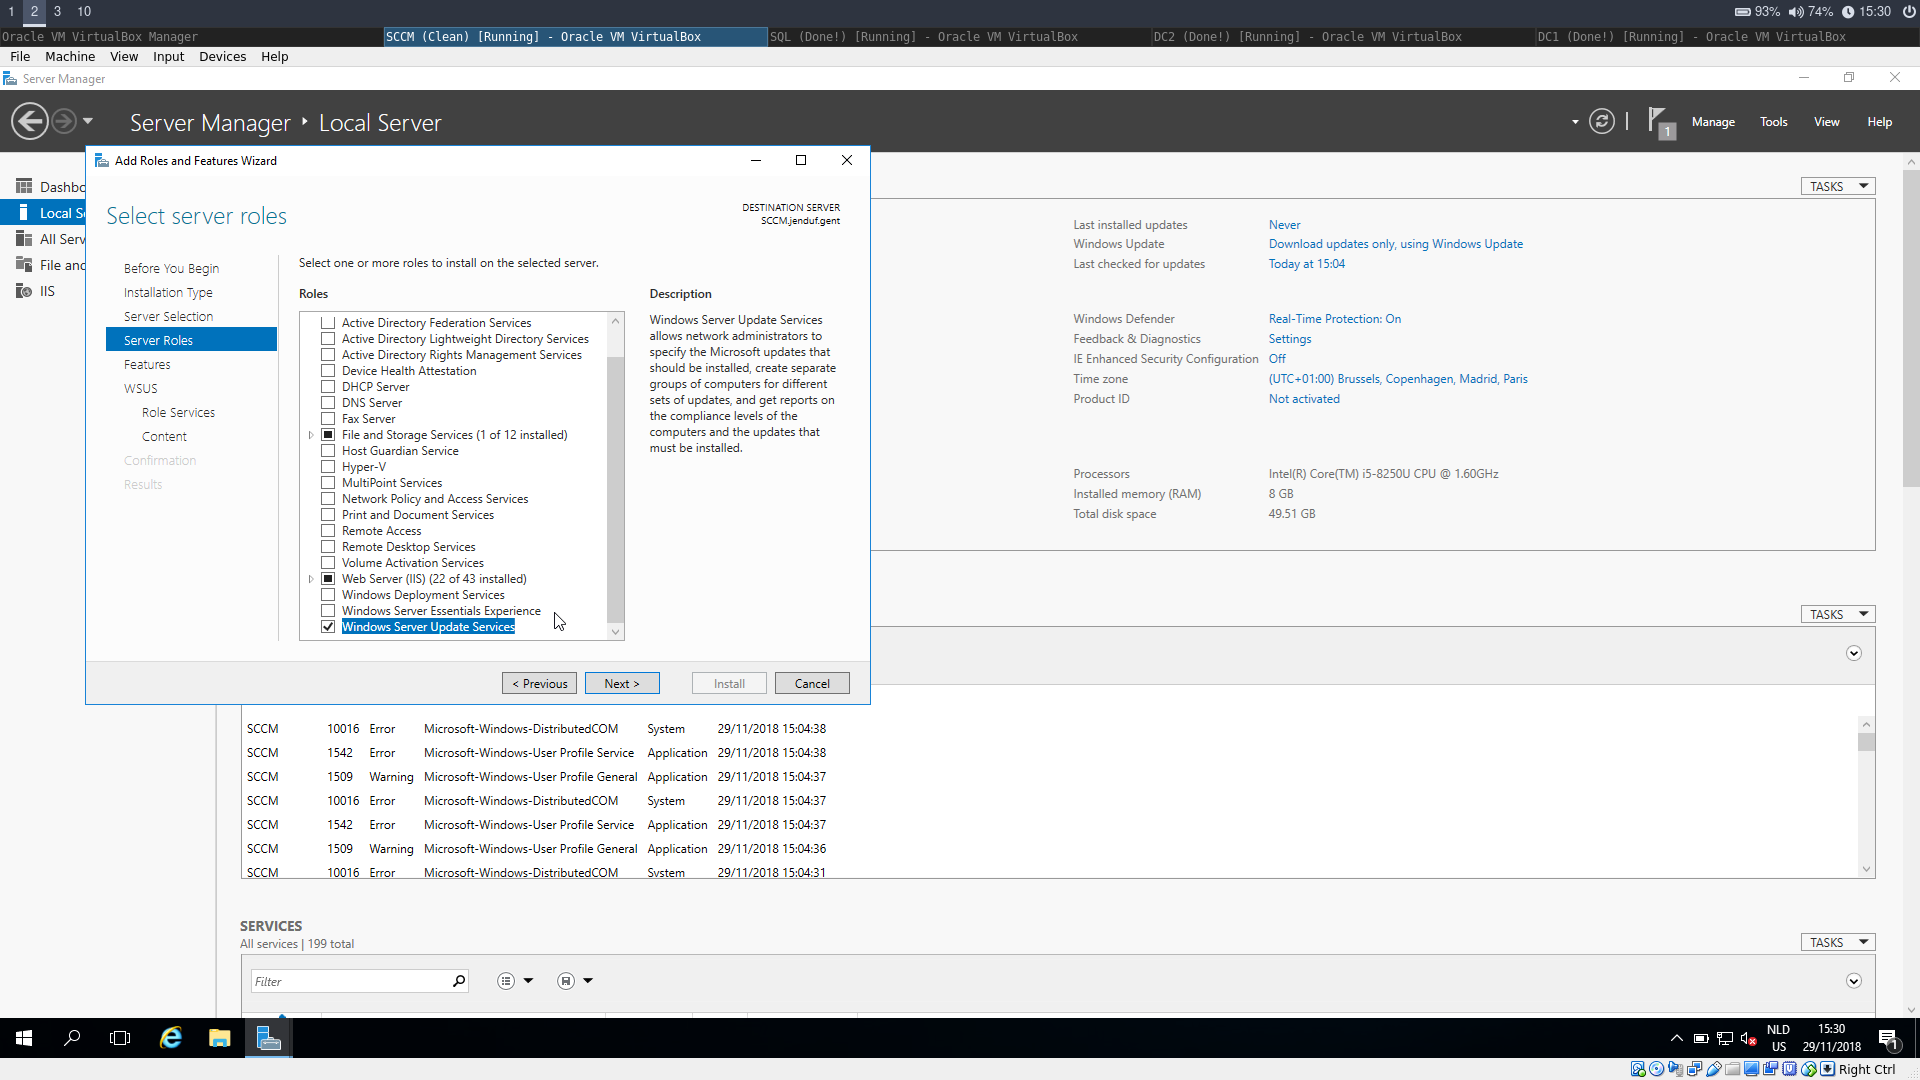 1 2 3 10
93% 74% 15:30
Oracle VM VirtualBox Manager
SCCM (Clean) [Running] - Oracle VM VirtualBox
SQL (Done!) [Running] - Oracle VM VirtualBox
DC2 (Done!) [Running] - Oracle VM VirtualBox
DC1 (Done!) [Running] - Oracle VM VirtualBox
File Machine View Input Devices Help
Server Manager
Server Manager ‣ Local Server
1
Manage Tools View Help
Dashbo
Local S
All Serv
File and
IIS
Add Roles and Features Wizard
Select server roles
DESTINATION SERVER
SCCM.jenduf.gent
Before You Begin
Installation Type
Server Selection
Server Roles
Features
WSUS
Role Services
Content
Confirmation
Results
Select one or more roles to install on the selected server.
Roles
Active Directory Federation Services
Active Directory Lightweight Directory Services
Active Directory Rights Management Services
Device Health Attestation
DHCP Server
DNS Server
Fax Server
File and Storage Services (1 of 12 installed)
Host Guardian Service
Hyper-V
MultiPoint Services
Network Policy and Access Services
Print and Document Services
Remote Access
Remote Desktop Services
Volume Activation Services
Web Server (IIS) (22 of 43 installed)
Windows Deployment Services
Windows Server Essentials Experience
Windows Server Update Services
Description
Windows Server Update Services
allows network administrators to
specify the Microsoft updates that
should be installed, create separate
groups of computers for different
sets of updates, and get reports on
the compliance levels of the
computers and the updates that
must be installed.
< Previous
Next >
Install
Cancel
TASKS
Last installed updates Never
Windows Update Download updates only, using Windows Update
Last checked for updates Today at 15:04
Windows Defender Real-Time Protection: On
Feedback & Diagnostics Settings
IE Enhanced Security Configuration Off
Time zone (UTC+01:00) Brussels, Copenhagen, Madrid, Paris
Product ID Not activated
Processors Intel(R) Core(TM) i5-8250U CPU @ 1.60GHz
Installed memory (RAM) 8 GB
Total disk space 49.51 GB
TASKS
SCCM 10016 Error Microsoft-Windows-DistributedCOM System 29/11/2018 15:04:38
SCCM 1542 Error Microsoft-Windows-User Profile Service Application 29/11/2018 15:04:38
SCCM 1509 Warning Microsoft-Windows-User Profile General Application 29/11/2018 15:04:37
SCCM 10016 Error Microsoft-Windows-DistributedCOM System 29/11/2018 15:04:37
SCCM 1542 Error Microsoft-Windows-User Profile Service Application 29/11/2018 15:04:37
SCCM 1509 Warning Microsoft-Windows-User Profile General Application 29/11/2018 15:04:36
SCCM 10016 Error Microsoft-Windows-DistributedCOM System 29/11/2018 15:04:31
SERVICES
All services | 199 total
TASKS
Filter
NLD
US
15:30
29/11/2018
1
Right Ctrl